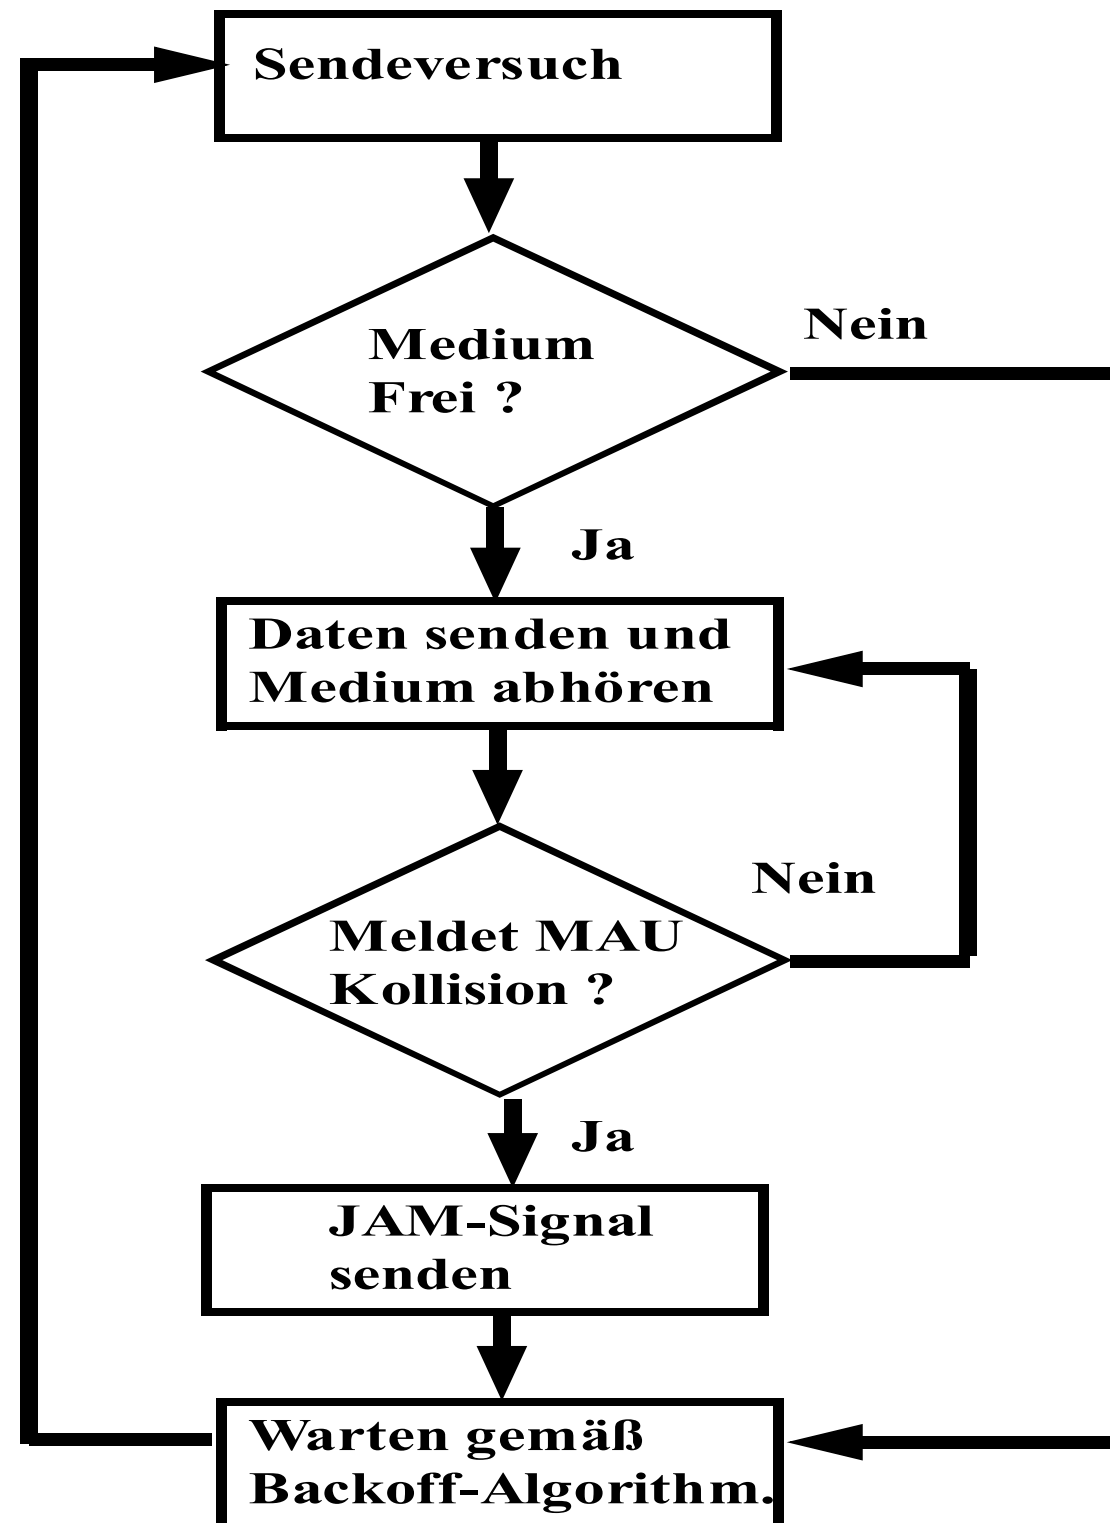 Sendeversuch
Medium
Frei ?
Nein
Ja
Daten senden und
Medium abhören
Meldet MAU
Kollision ?
Nein
Ja
JAM-Signal
senden
Warten gemäß
Backoff-Algorithm.